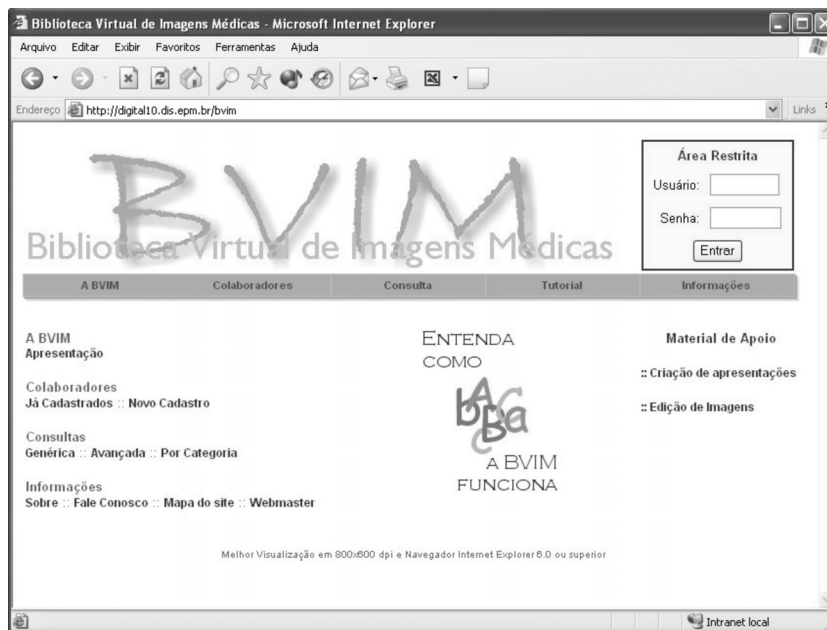 Biblioteca Virtual de Imagens Médicas - Microsoft Internet Explorer
Arquivo Editar Exibir Favoritos Ferramentas Ajuda
Endereço http://digital10.dis.epm.br/bvim Links
BVIM
Biblioteca Virtual de Imagens Médicas
Área Restrita
Usuário:
Senha:
Entrar
A BVIM Colaboradores Consulta Tutorial Informações
A BVIM
Apresentação
Colaboradores
Já Cadastrados :: Novo Cadastro
Consultas
Genérica :: Avançada :: Por Categoria
Informações
Sobre :: Fale Conosco :: Mapa do site :: Webmaster
ENTENDA
COMO
A BVIM
FUNCIONA
Material de Apoio
:: Criação de apresentações
:: Edição de Imagens
Melhor Visualização em 800x600 dpi e Navegador Internet Explorer 6.0 ou superior
Intranet local